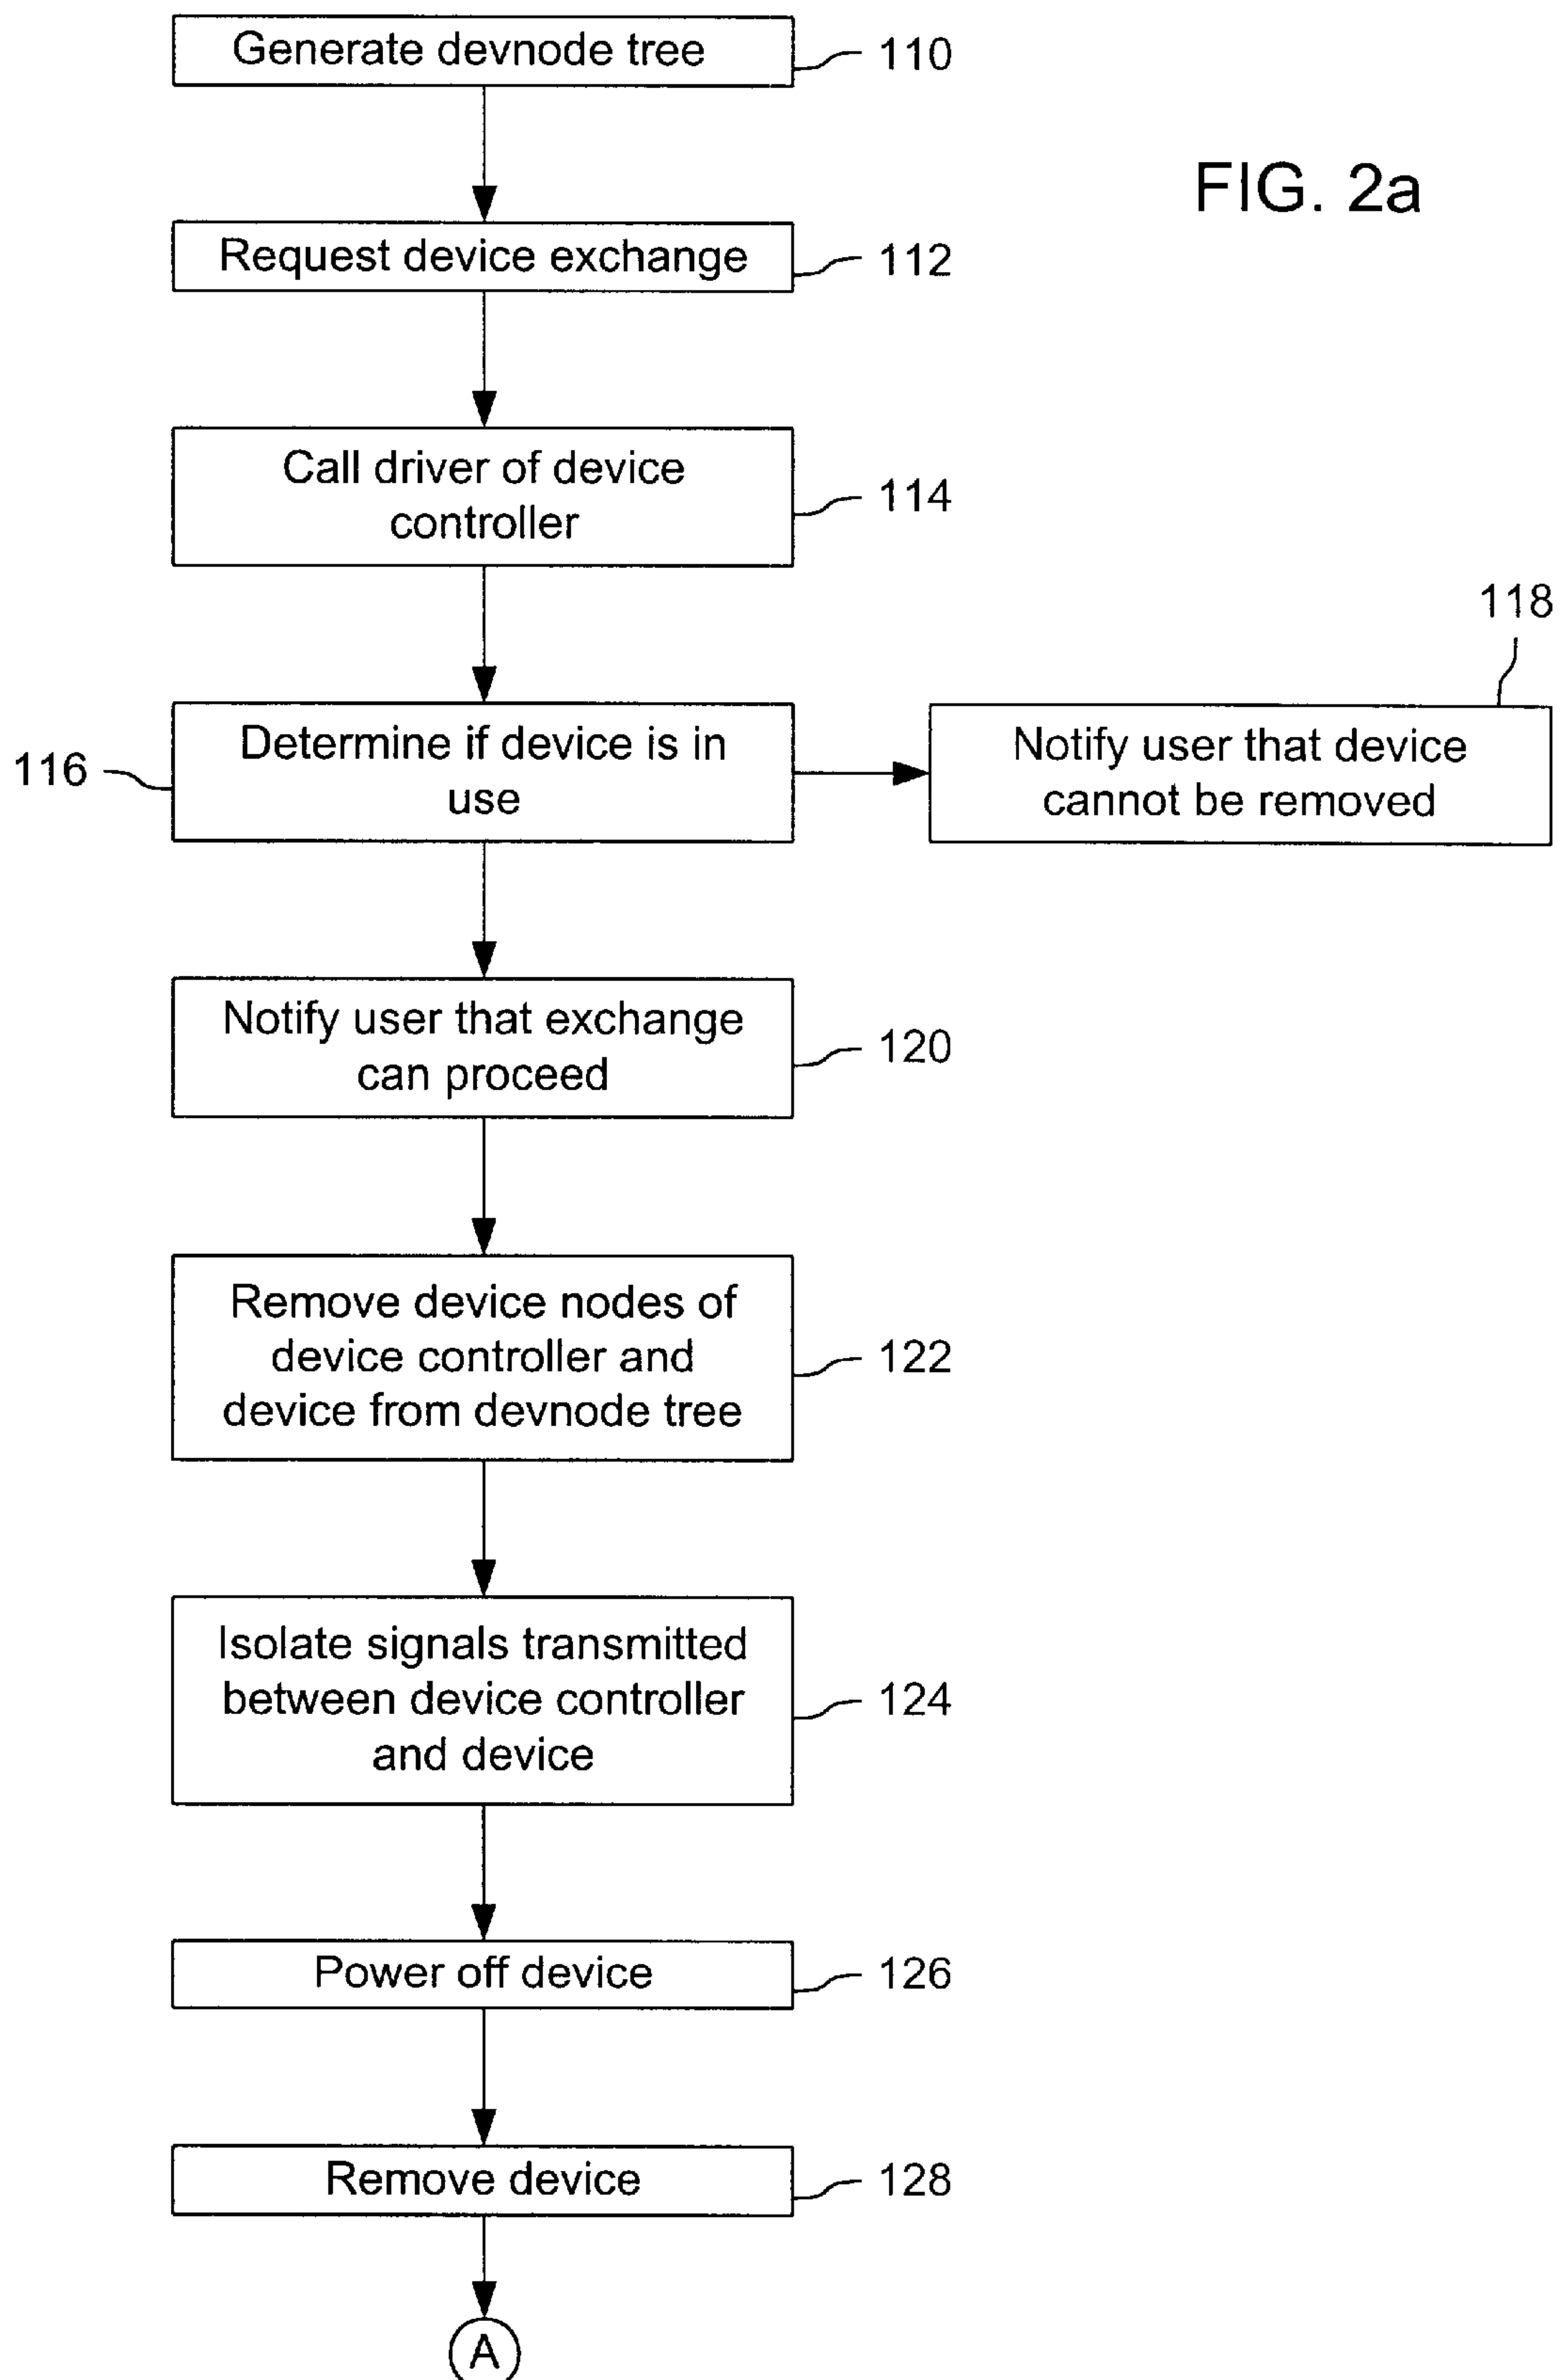 Generate devnode tree
110
FIG. 2a
Request device exchange
112
Call driver of device
controller
114
118
116
Determine if device is in
use
Notify user that device
cannot be removed
Notify user that exchange
can proceed
120
Remove device nodes of
device controller and
device from devnode tree
122
Isolate signals transmitted
between device controller
and device
124
Power off device
126
Remove device
128
A